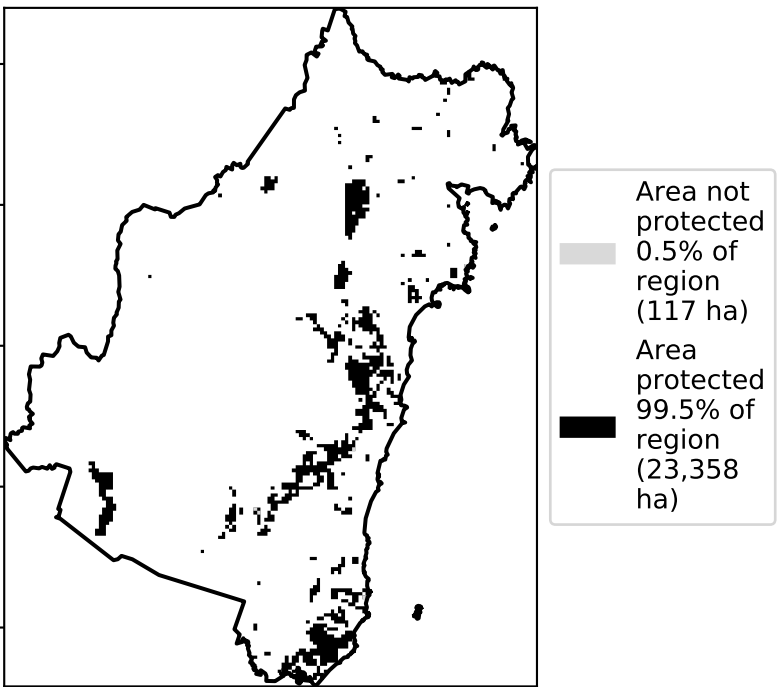 Area not
protected
0.5% of
region
(117 ha)
Area
protected
99.5% of
region
(23,358
ha)